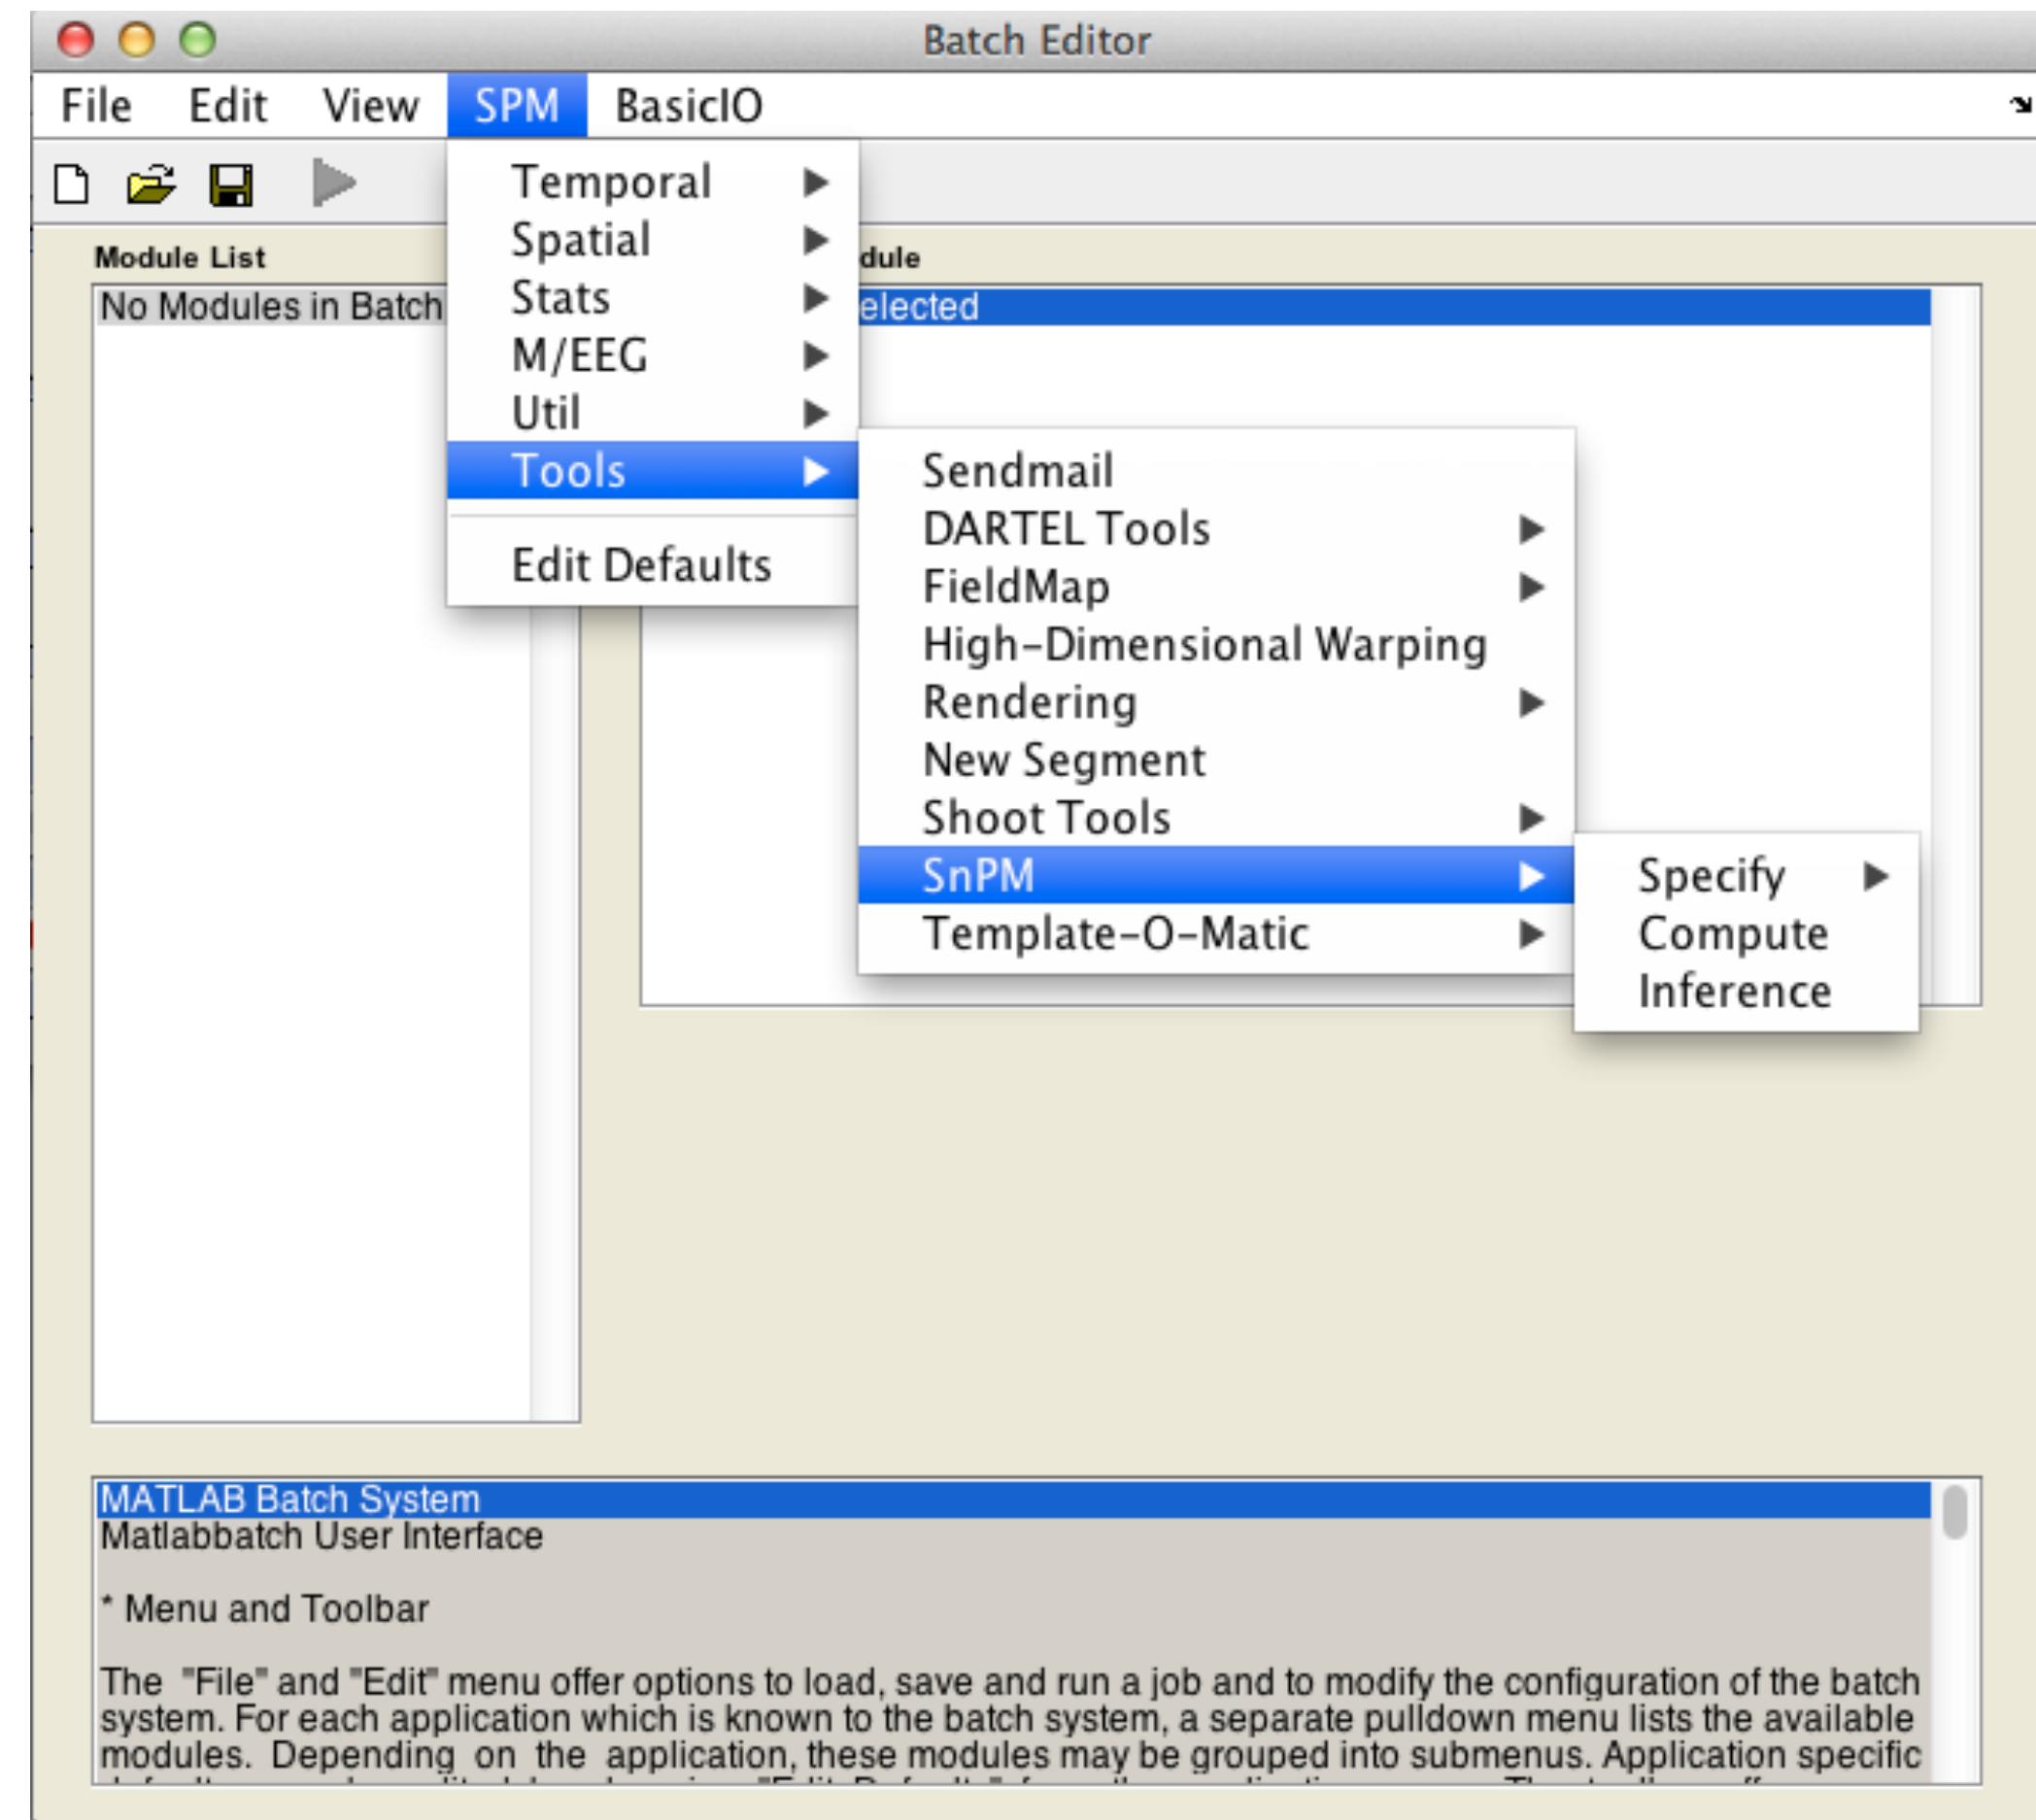 Batch Editor
File Edit View SPM BasicIO
Temporal
Spatial
Stats
M/EEG
Util
Tools
Edit Defaults
Module List
No Modules in Batch
dule
elected
Sendmail
DARTEL Tools
FieldMap
High-Dimensional Warping
Rendering
New Segment
Shoot Tools
SnPM
Template-O-Matic
Specify
Compute
Inference
MATLAB Batch System
Matlabbatch User Interface
* Menu and Toolbar
The "File" and "Edit" menu offer options to load, save and run a job and to modify the configuration of the batch
system. For each application which is known to the batch system, a separate pulldown menu lists the available
modules. Depending on the application, these modules may be grouped into submenus. Application specific